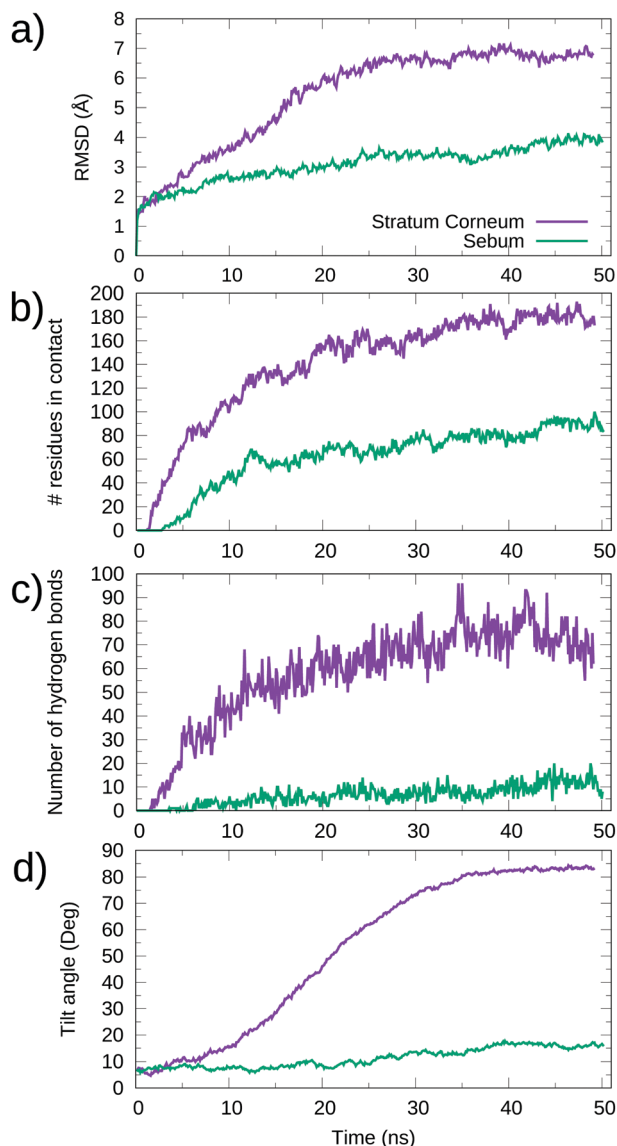 a)
RMSD (Å)
8
7
6
5
4
3
2
1
0
Stratum Corneum
Sebum
0 10 20 30 40 50
b)
# residues in contact
200
180
160
140
120
100
80
60
40
20
0
0 10 20 30 40 50
c)
Number of hydrogen bonds
100
90
80
70
60
50
40
30
20
10
0
0 10 20 30 40 50
d)
Tilt angle (Deg)
90
80
70
60
50
40
30
20
10
0
0 10 20 30 40 50
Time (ns)